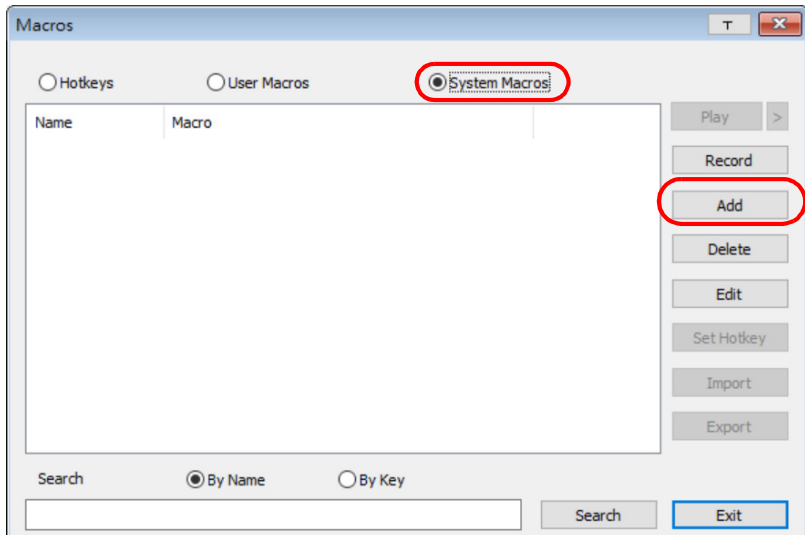 Macros
T
Hotkeys
User Macros
System Macros
Name
Macro
Play
>
Record
Add
Delete
Edit
Set Hotkey
Import
Export
Search
By Name
By Key
Search
Exit